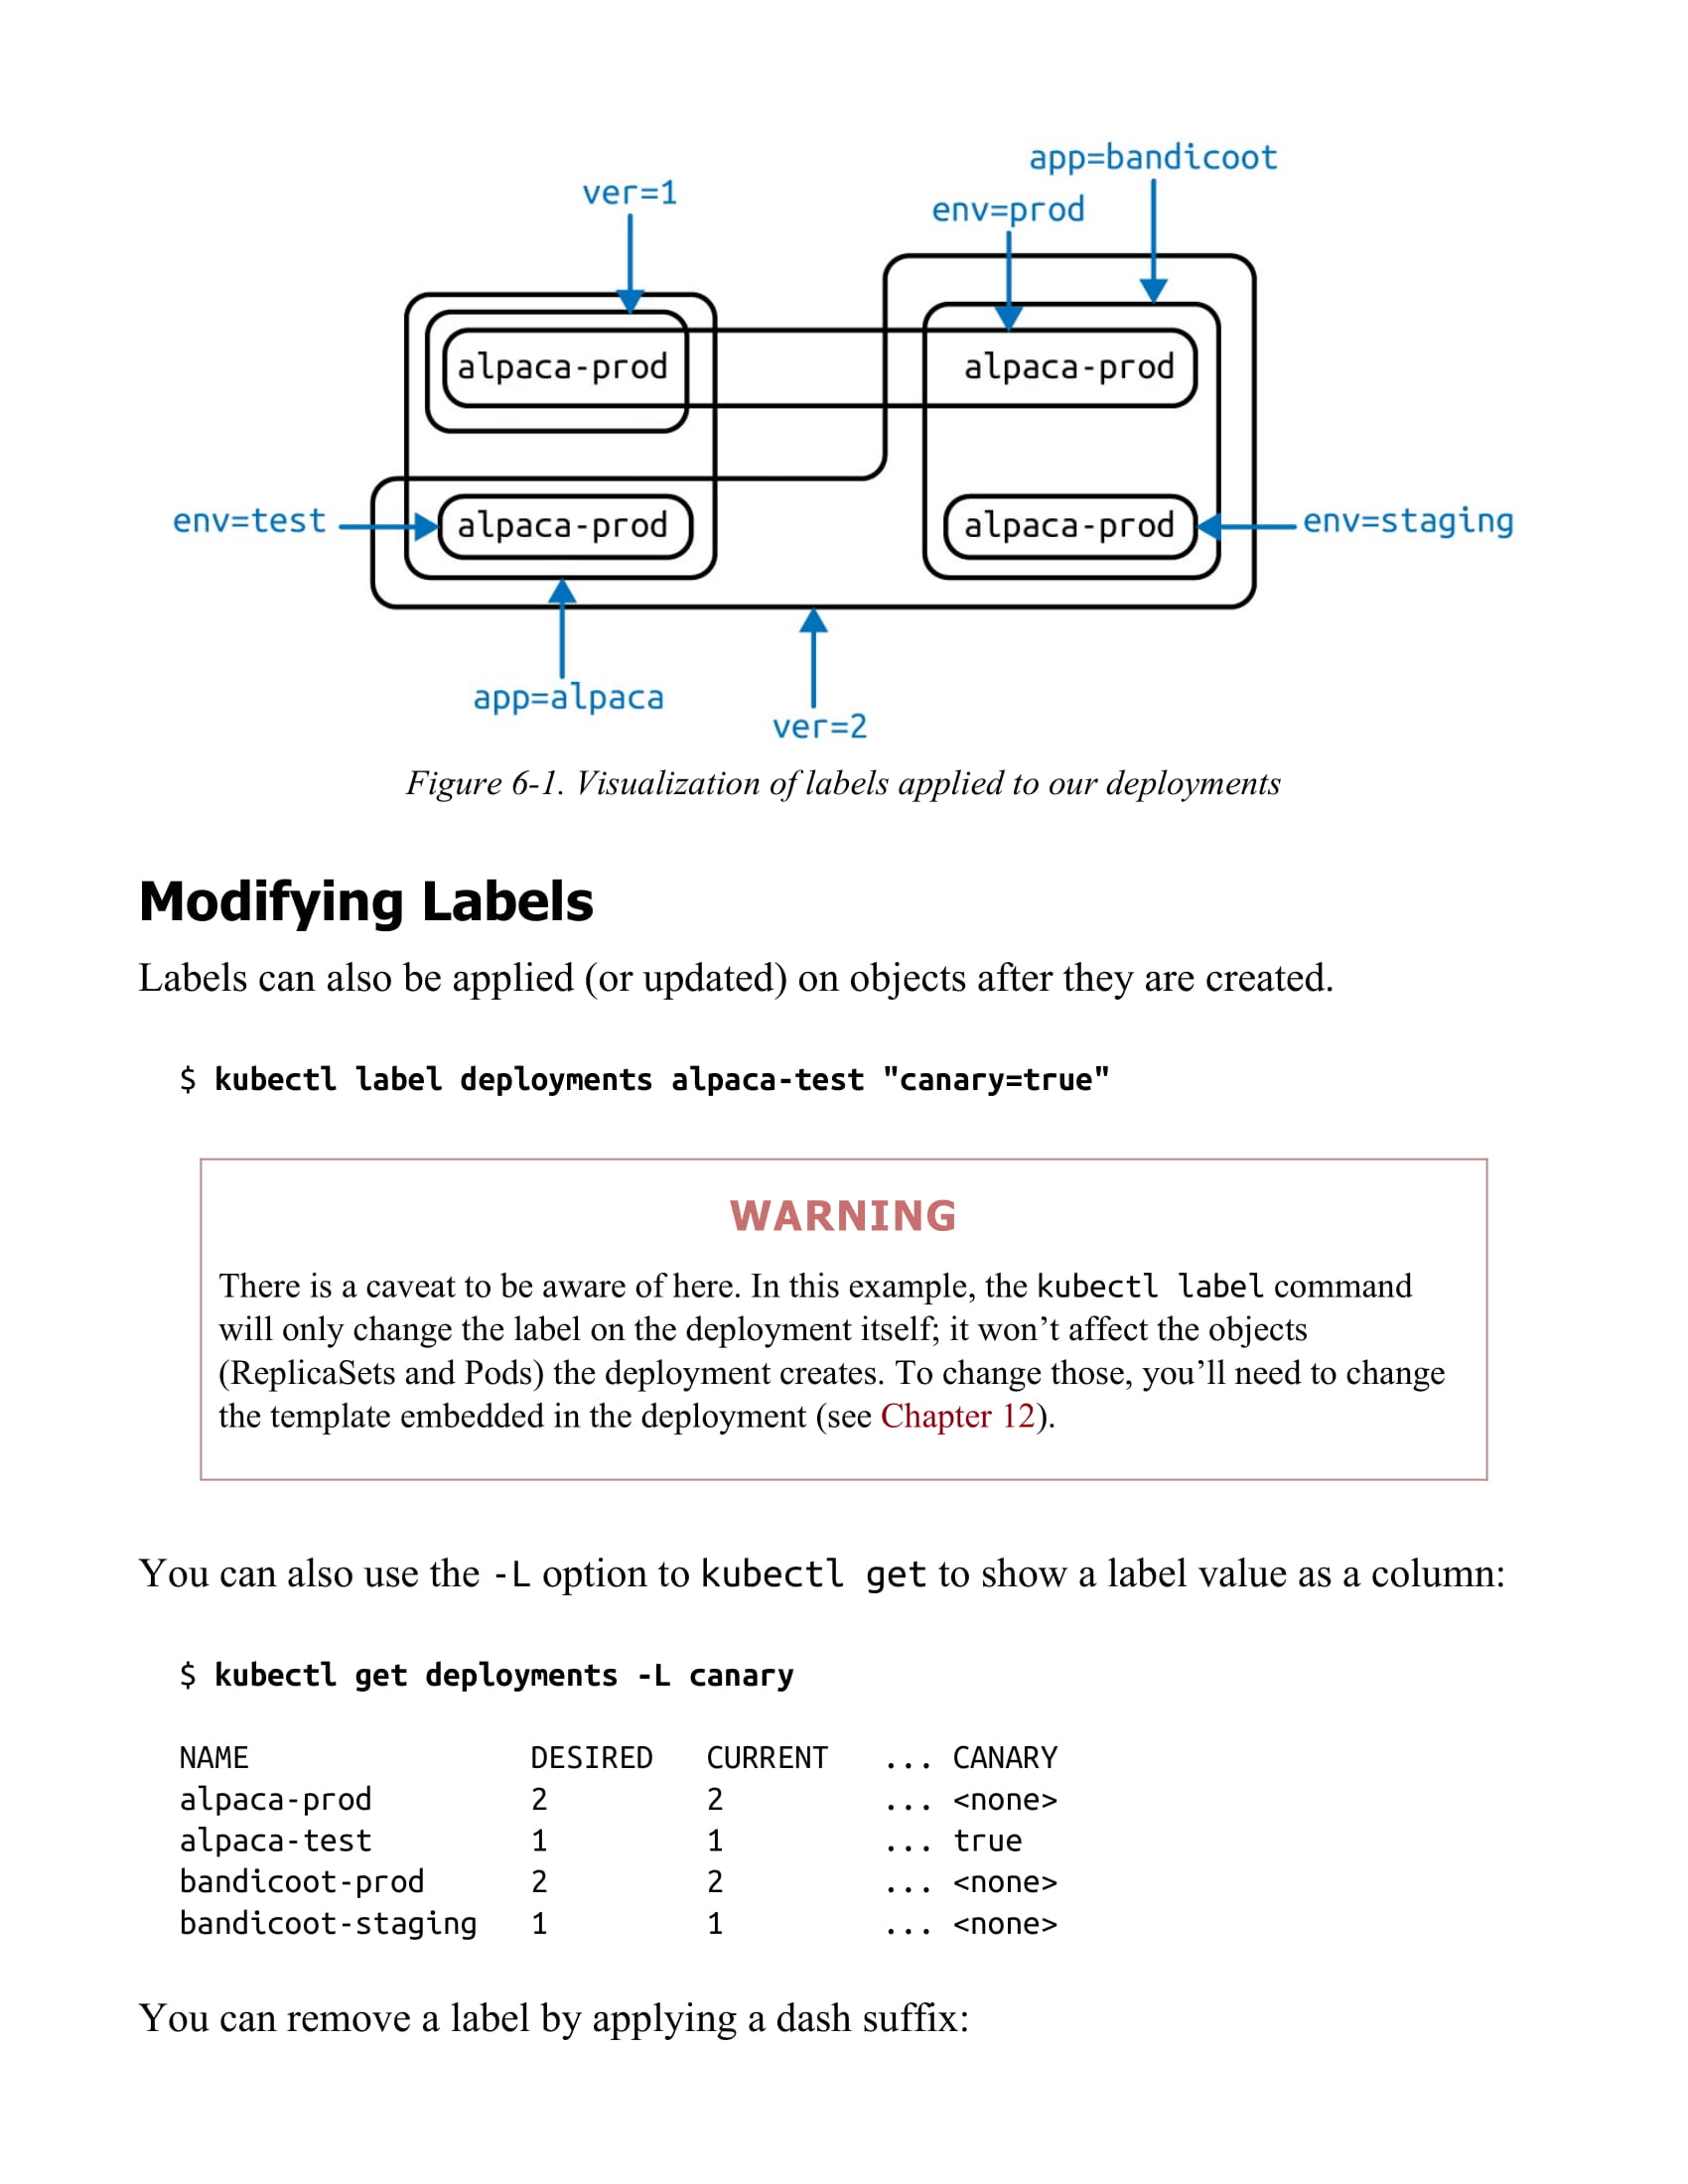 app=bandicoot
ver=1
env=prod
alpaca-prod
alpaca-prod
env=test
alpaca-prod
alpaca-prod
env=staging
app=alpaca
ver=2
Figure 6-1. Visualization of labels applied to our deployments
Modifying Labels
Labels can also be applied (or updated) on objects after they are created.
$ kubectl label deployments alpaca-test "canary=true"
WARNING
There is a caveat to be aware of here. In this example, the kubectl label command
will only change the label on the deployment itself; it won’t affect the objects
(ReplicaSets and Pods) the deployment creates. To change those, you’ll need to change
the template embedded in the deployment (see Chapter 12).
You can also use the -L option to kubectl get to show a label value as a column:
$ kubectl get deployments -L canary
NAME DESIRED CURRENT ... CANARY
alpaca-prod 2 2 ... <none>
alpaca-test 1 1 ... true
bandicoot-prod 2 2 ... <none>
bandicoot-staging 1 1 ... <none>
You can remove a label by applying a dash suffix: